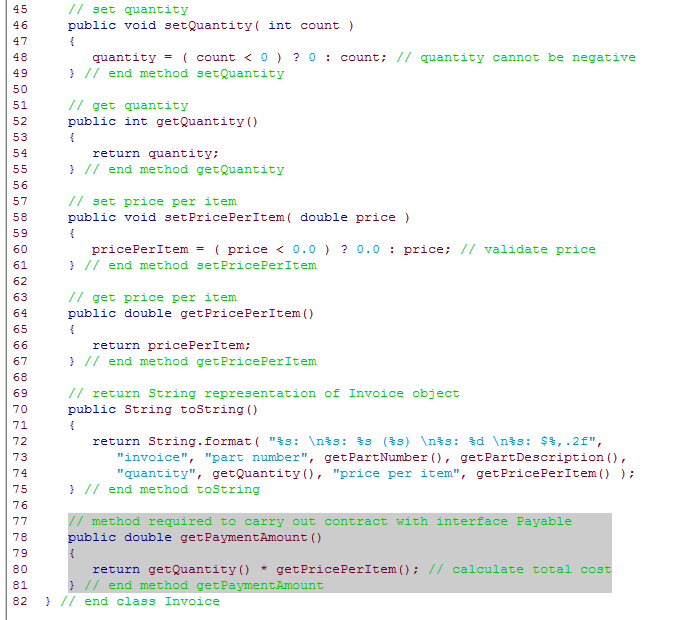 45 // set quantity
46 public void setQuantity( int count )
47 {
48 quantity = ( count < 0 ) ? 0 : count; // quantity cannot be negative
49 } // end method setQuantity
50
51 // get quantity
52 public int getQuantity()
53 {
54 return quantity;
55 } // end method getQuantity
56
57 // set price per item
58 public void setPricePerItem( double price )
59 {
60 pricePerItem = ( price < 0.0 ) ? 0.0 : price; // validate price
61 } // end method setPricePerItem
62
63 // get price per item
64 public double getPricePerItem()
65 {
66 return pricePerItem;
67 } // end method getPricePerItem
68
69 // return String representation of Invoice object
70 public String toString()
71 {
72 return String.format( "%s: \n%s: %s (%s) \n%s: %d \n%s: $%,.2f",
73 "invoice", "part number", getPartNumber(), getPartDescription(),
74 "quantity", getQuantity(), "price per item", getPricePerItem() );
75 } // end method toString
76
77 // method required to carry out contract with interface Payable
78 public double getPaymentAmount()
79 {
80 return getQuantity() * getPricePerItem(); // calculate total cost
81 } // end method getPaymentAmount
82 } // end class Invoice